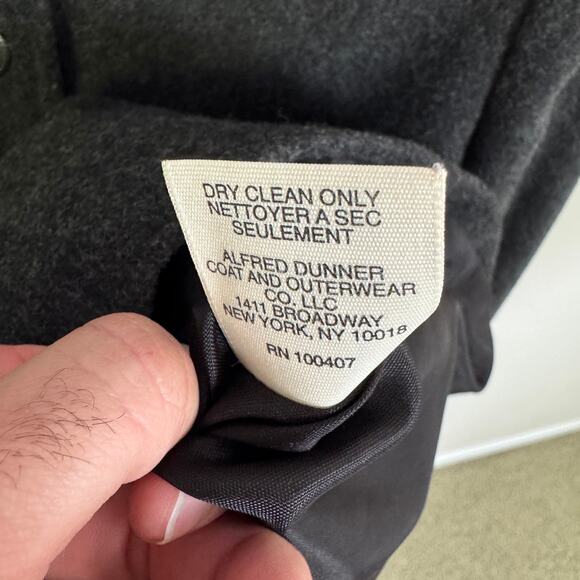 DRY CLEAN ONLY
NETTOYER A SEC
SEULEMENT
ALFRED DUNNER
COAT AND OUTERWEAR
CO. LLC
1411 BROADWAY
NEW YORK, NY 10018
RN 100407